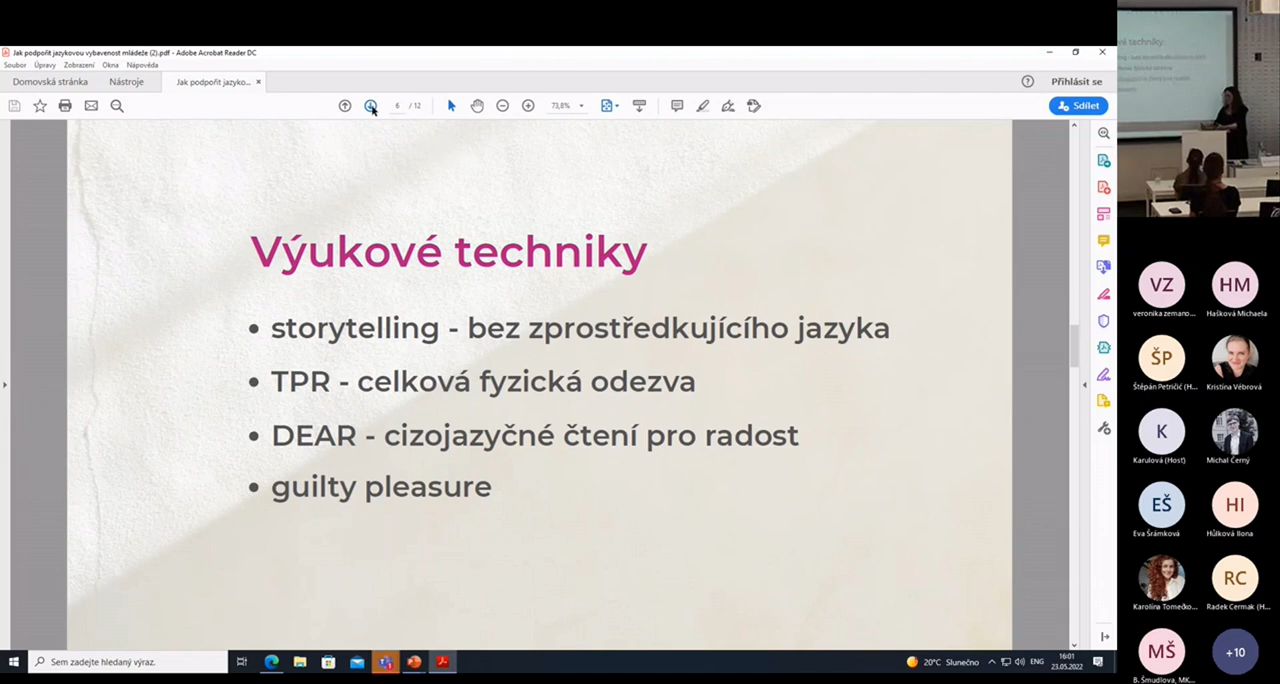 Jak podpořit jazykovou vybavenost mládeže (2).pdf - Adobe Acrobat Reader DC
Soubor Úpravy Zobrazení Okna Nápověda
Domovská stránka Nástroje Jak podpořit jazyko... ×
Přihlásit se
6 / 12 73,8%
Sdílet
Výukové techniky
• storytelling - bez zprostředkujícího jazyka
• TPR - celková fyzická odezva
• DEAR - cizojazyčné čtení pro radost
• guilty pleasure
VZ HM
veronika zemano... Hašková Michaela
ŠP
Štěpán Petričić (H... Kristína Vébrová
K
Karulová (Host) Michal Černý
EŠ HI
Eva Šrámková Hůlková Ilona
RC
Karolína Tomečko... Radek Cermak (H...
MŠ +10
B. Šmudlova, MK...
Sem zadejte hledaný výraz.
20°C Slunečno ENG 16:01
23.05.2022